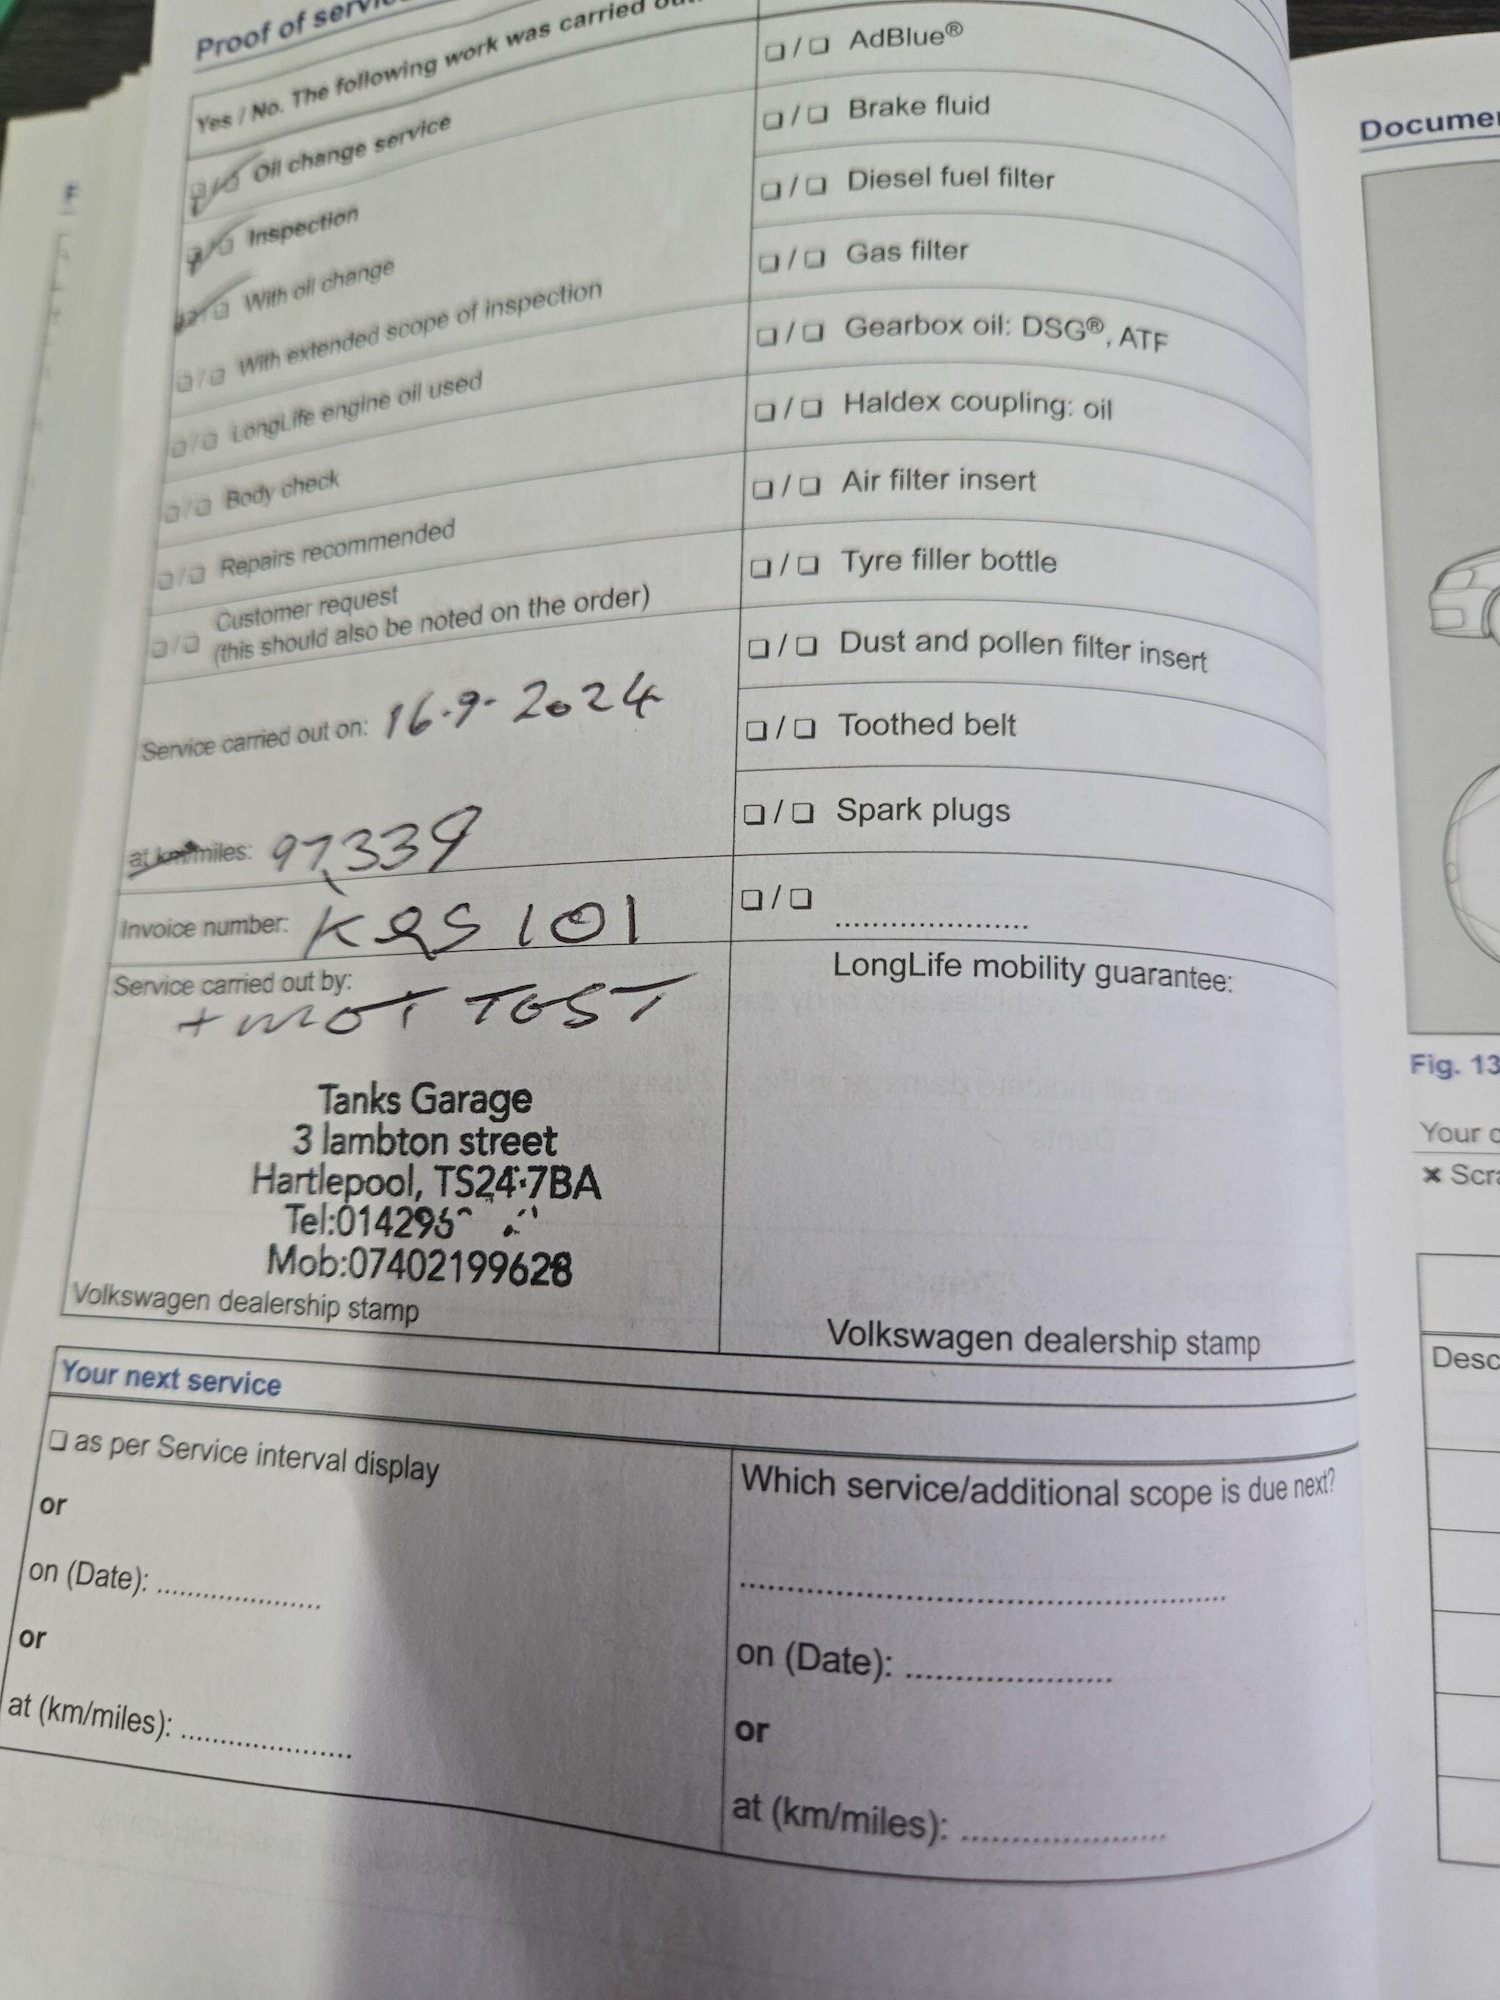 Proof of
Yes / No. The following work was carried
❑/❑ Oil change service
❑/❑ Inspection
❑/❑ With oil change
❑/❑ With extended scope of inspection
❑/❑ LongLife engine oil used
❑/❑ Body check
❑/❑ Repairs recommended
❑/❑ Customer request
(this should also be noted on the order)
Service carried out on: 16-9-2024
at km/miles: 97,339
Invoice number: KRS 101
Service carried out by:
+ MOT TEST
Tanks Garage
3 lambton street
Hartlepool, TS24 7BA
Tel:
Mob:07402199628
Volkswagen dealership stamp
❑/❑ AdBlue®
❑/❑ Brake fluid
❑/❑ Diesel fuel filter
❑/❑ Gas filter
❑/❑ Gearbox oil: DSG®, ATF
❑/❑ Haldex coupling: oil
❑/❑ Air filter insert
❑/❑ Tyre filler bottle
❑/❑ Dust and pollen filter insert
❑/❑ Toothed belt
❑/❑ Spark plugs
❑/❑ .....................
LongLife mobility guarantee:
Volkswagen dealership stamp
Your next service
❑ as per Service interval display
or
on (Date): ....................
or
at (km/miles): ....................
Which service/additional scope is due next?
............................................................
on (Date): ......................
or
at (km/miles): ......................
Fig. 13
Your
× 
Desc